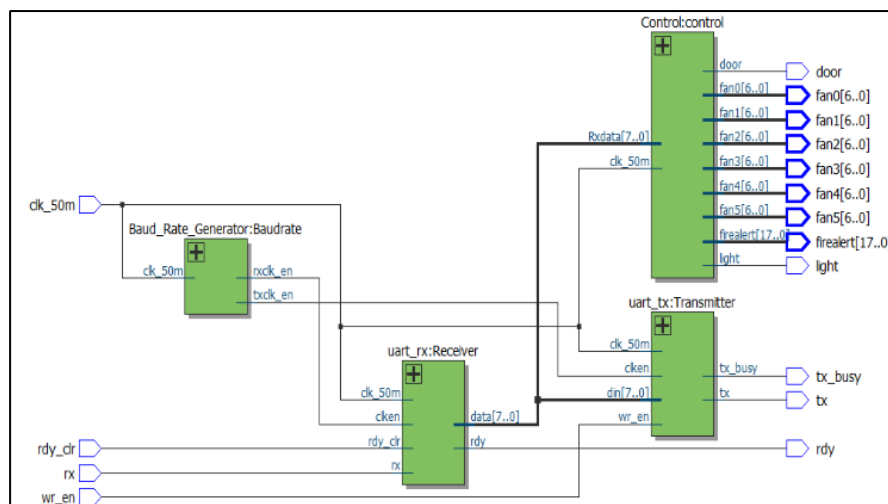 Control:control
door
fan0[6..0]
fan1[6..0]
fan2[6..0]
fan3[6..0]
fan4[6..0]
fan5[6..0]
firealert[17..0]
light
Rxdata[7..0]
clk_50m
door
fan0[6..0]
fan1[6..0]
fan2[6..0]
fan3[6..0]
fan4[6..0]
fan5[6..0]
firealert[17..0]
light
clk_50m
Baud_Rate_Generator:Baudrate
clk_50m
rxclk_en
txclk_en
uart_tx:Transmitter
clk_50m
clken
din[7..0]
wr_en
tx_busy
tx
tx_busy
tx
uart_rx:Receiver
clk_50m
clken
rdy_clr
rx
data[7..0]
rdy
rdy
rdy_clr
rx
wr_en